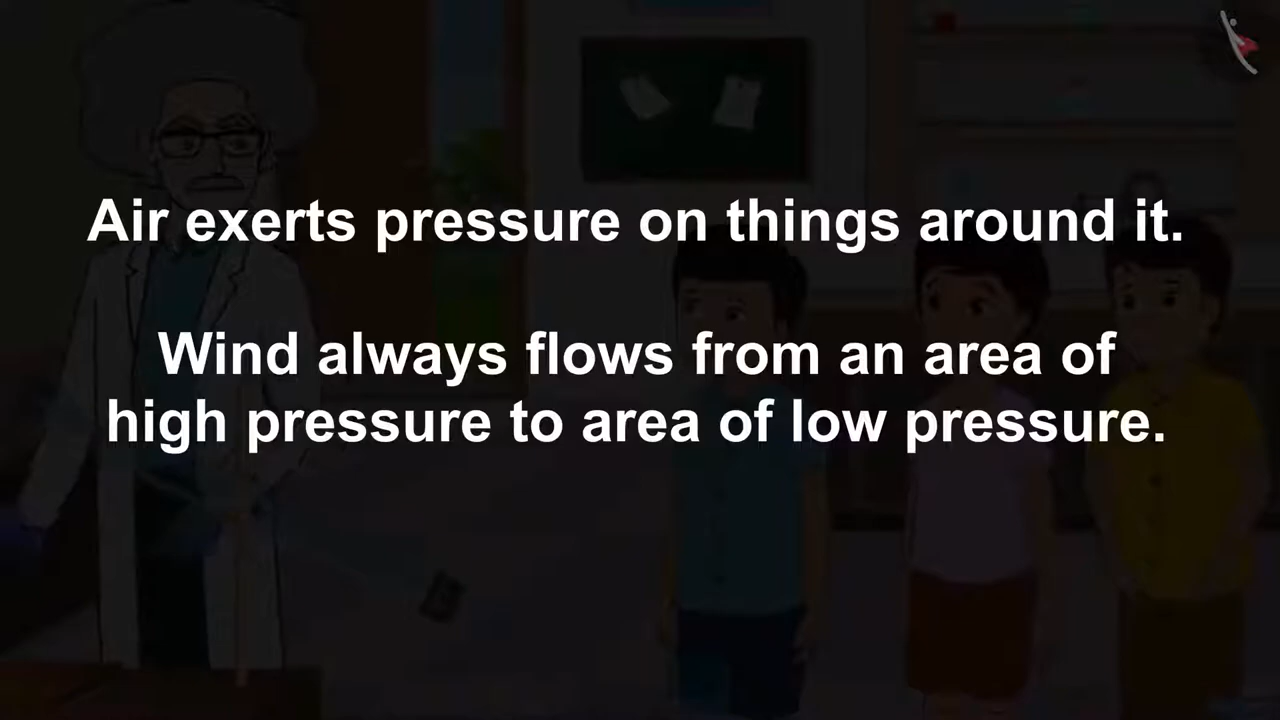 Air exerts pressure on things around it.
Wind always flows from an area of
high pressure to area of low pressure.